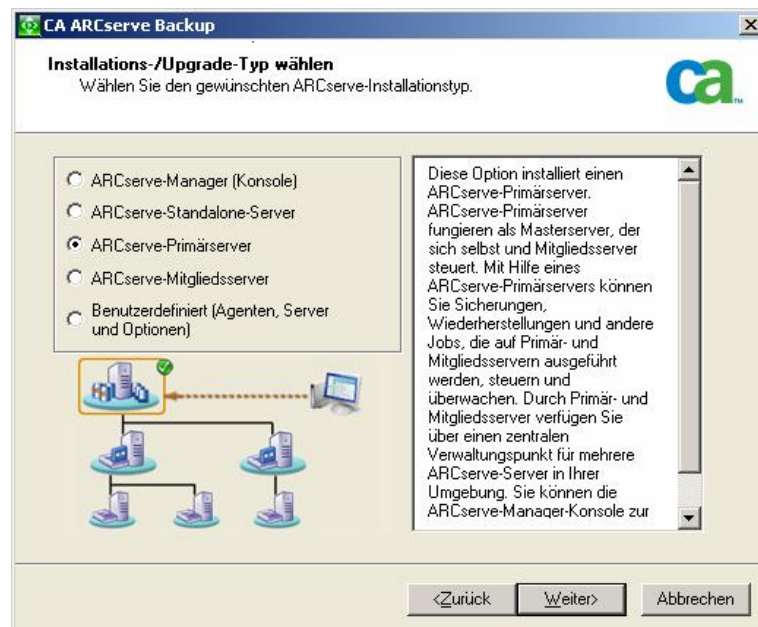 CA ARCserve Backup
Installations-/Upgrade-Typ wählen
Wählen Sie den gewünschten ARCserve-Installationstyp.
ca
TM
ARCserve-Manager (Konsole)
ARCserve-Standalone-Server
ARCserve-Primärserver
ARCserve-Mitgliedsserver
Benutzerdefiniert (Agenten, Server
und Optionen)
Diese Option installiert einen
ARCserve-Primärserver.
ARCserve-Primärserver
fungieren als Masterserver, der
sich selbst und Mitgliedsserver
steuert. Mit Hilfe eines
ARCserve-Primärservers können
Sie Sicherungen,
Wiederherstellungen und andere
Jobs, die auf Primär- und
Mitgliedsservern ausgeführt
werden, steuern und
überwachen. Durch Primär- und
Mitgliedsserver verfügen Sie
über einen zentralen
Verwaltungspunkt für mehrere
ARCserve-Server in Ihrer
Umgebung. Sie können die
ARCserve-Manager-Konsole zur
<Zurück
Weiter>
Abbrechen